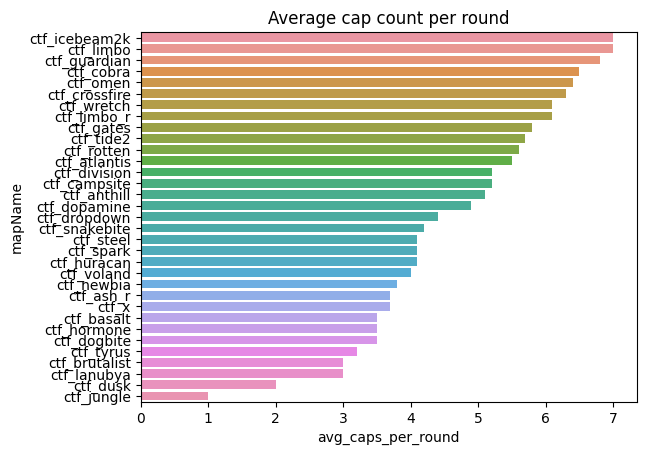 Average cap count per round
mapName
ctf_icebeam2k
ctf_limbo
ctf_guardian
ctf_cobra
ctf_omen
ctf_crossfire
ctf_wretch
ctf_limbo_r
ctf_gates
ctf_tide2
ctf_rotten
ctf_atlantis
ctf_division
ctf_campsite
ctf_anthill
ctf_dopamine
ctf_dropdown
ctf_snakebite
ctf_steel
ctf_spark
ctf_huracan
ctf_voland
ctf_newbia
ctf_ash_r
ctf_x
ctf_basalt
ctf_hormone
ctf_dogbite
ctf_tyrus
ctf_brutalist
ctf_lanubya
ctf_dusk
ctf_jungle
0 1 2 3 4 5 6 7
avg_caps_per_round